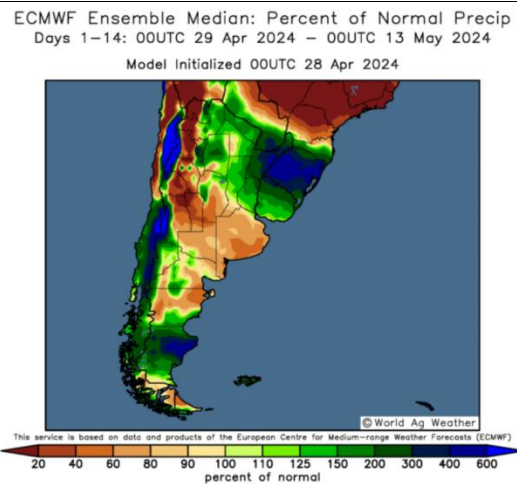 ECMWF Ensemble Median: Percent of Normal Precip
Days 1-14: 00UTC 29 Apr 2024 - 00UTC 13 May 2024
Model Initialized 00UTC 28 Apr 2024
© World Ag Weather
This service is based on data and products of the European Centre for Medium-range Weather Forecasts (ECMWF)
20 40 60 80 90 100 110 125 150 200 300 400 600
percent of normal